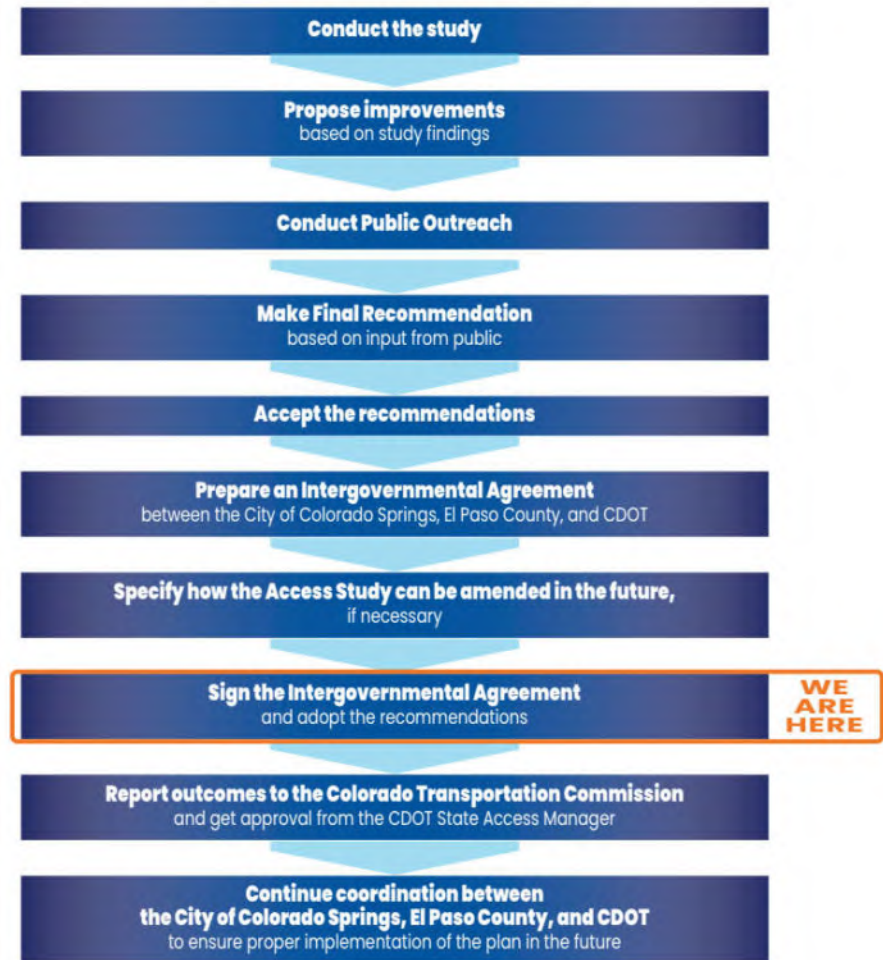 Conduct the study
Propose improvements
based on study findings
Conduct Public Outreach
Make Final Recommendation
based on input from public
Accept the recommendations
Prepare an Intergovernmental Agreement
between the City of Colorado Springs, El Paso County, and CDOT
Specify how the Access Study can be amended in the future,
if necessary
Sign the Intergovernmental Agreement
and adopt the recommendations
WE
ARE
HERE
Report outcomes to the Colorado Transportation Commission
and get approval from the CDOT State Access Manager
Continue coordination between
the City of Colorado Springs, El Paso County, and CDOT
to ensure proper implementation of the plan in the future